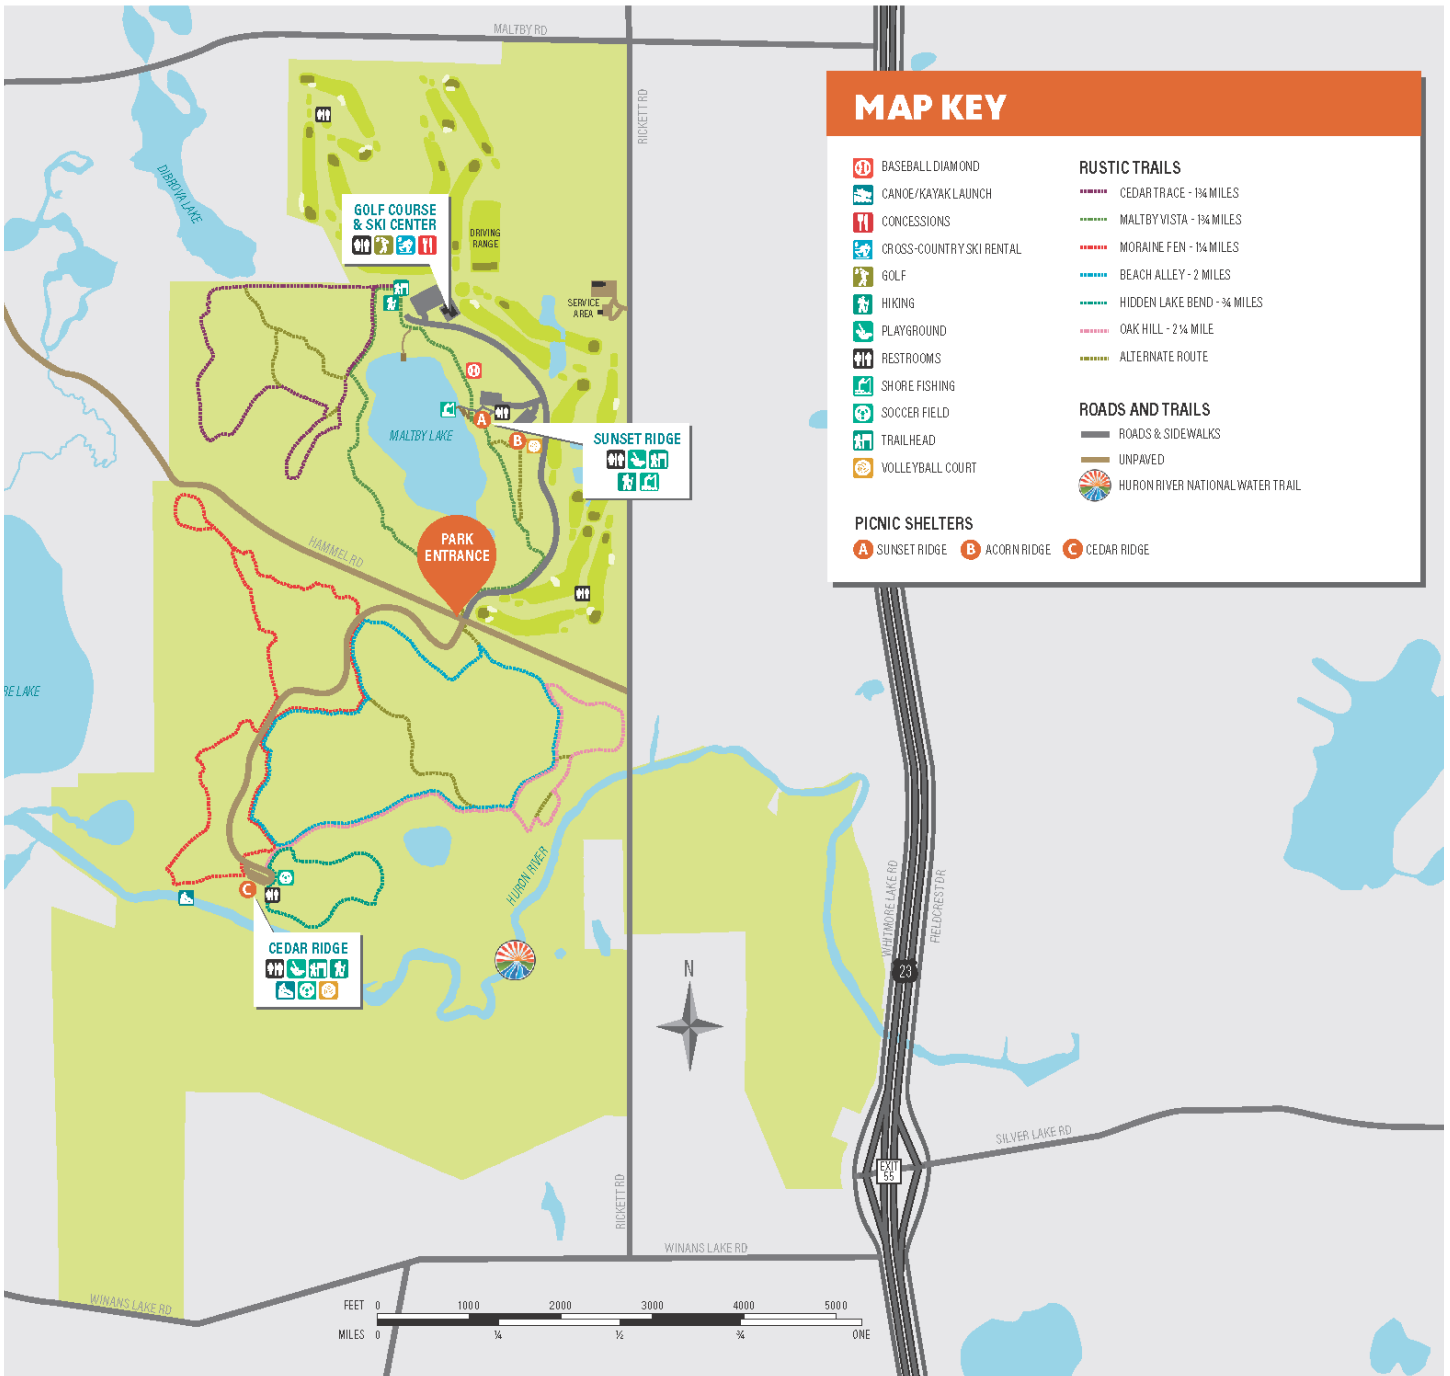 MALTBY RD
RICKETT RD
DIBROVA LAKE
GOLF COURSE
& SKI CENTER
DRIVING
RANGE
SERVICE
AREA
MALTBY LAKE
A
B
SUNSET RIDGE
PARK
ENTRANCE
HAMMEL RD
RE LAKE
HURON RIVER
C
CEDAR RIDGE
N
WHITMORE LAKE RD
FIELDCREST DR
23
SILVER LAKE RD
EXIT
55
RICKETT RD
WINANS LAKE RD
WINANS LAKE RD
FEET 0 1000 2000 3000 4000 5000
MILES 0 ¼ ½ ¾ ONE
MAP KEY
BASEBALL DIAMOND
CANOE/KAYAK LAUNCH
CONCESSIONS
CROSS-COUNTRY SKI RENTAL
GOLF
HIKING
PLAYGROUND
RESTROOMS
SHORE FISHING
SOCCER FIELD
TRAILHEAD
VOLLEYBALL COURT
RUSTIC TRAILS
CEDAR TRACE - 1¾ MILES
MALTBY VISTA - 1¾ MILES
MORAINE FEN - 1¼ MILES
BEACH ALLEY - 2 MILES
HIDDEN LAKE BEND - ¾ MILES
OAK HILL - 2¼ MILE
ALTERNATE ROUTE
ROADS AND TRAILS
ROADS & SIDEWALKS
UNPAVED
HURON RIVER NATIONAL WATER TRAIL
PICNIC SHELTERS
A SUNSET RIDGE B ACORN RIDGE C CEDAR RIDGE